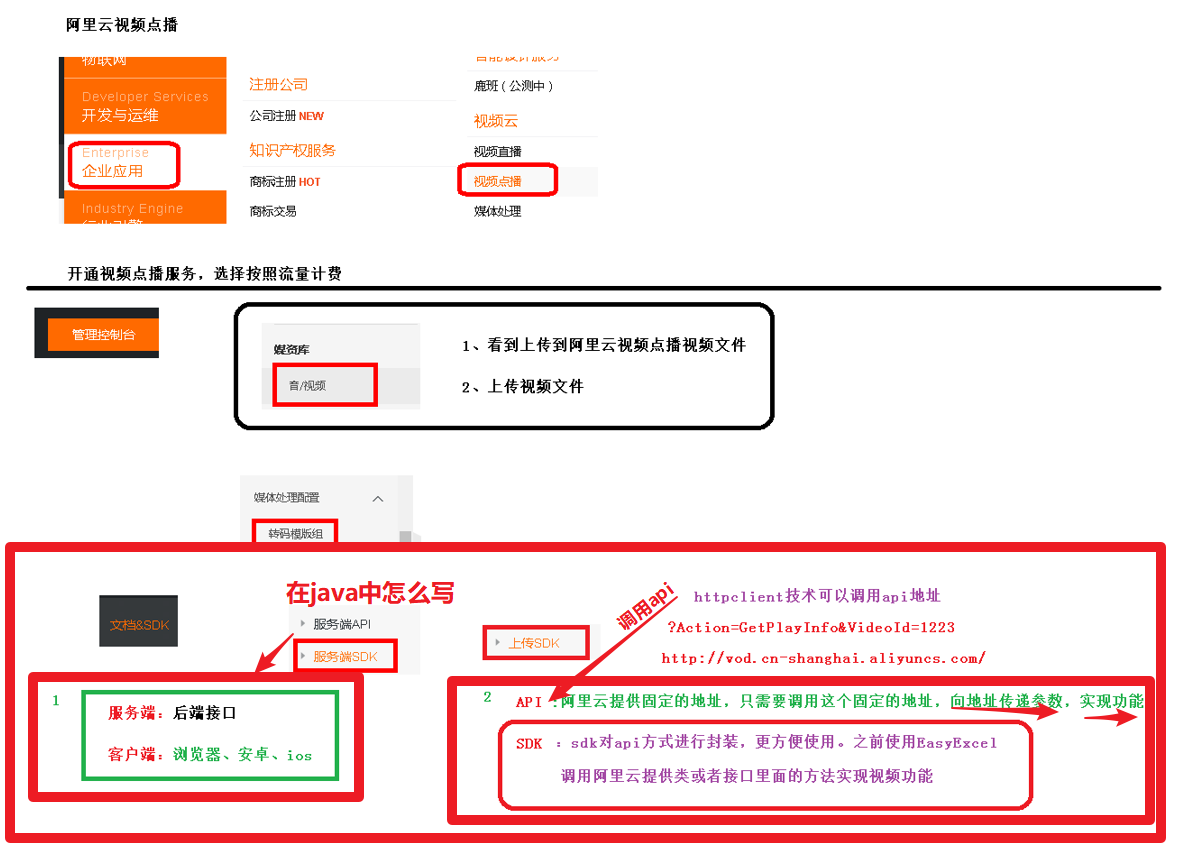 阿里云视频点播
物联网
Developer Services
开发与运维
Enterprise
企业应用
Industry Engine
行业引擎
注册公司
公司注册 NEW
知识产权服务
商标注册 HOT
商标交易
智能设计服务
鹿班（公测中）
视频云
视频直播
视频点播
媒体处理
开通视频点播服务，选择按照流量计费
管理控制台
媒资库
音/视频
1、看到上传到阿里云视频点播视频文件
2、上传视频文件
媒体处理配置
转码模版组
在java中怎么写
文档&SDK
服务端API
服务端SDK
上传SDK
调用api
httpclient技术可以调用api地址
?Action=GetPlayInfo&VideoId=1223
http://vod.cn-shanghai.aliyuncs.com/
1
服务端：后端接口
客户端：浏览器、安卓、ios
2
API ：阿里云提供固定的地址，只需要调用这个固定的地址，向地址传递参数，实现功能
SDK ：sdk对api方式进行封装，更方便使用。之前使用EasyExcel
调用阿里云提供类或者接口里面的方法实现视频功能